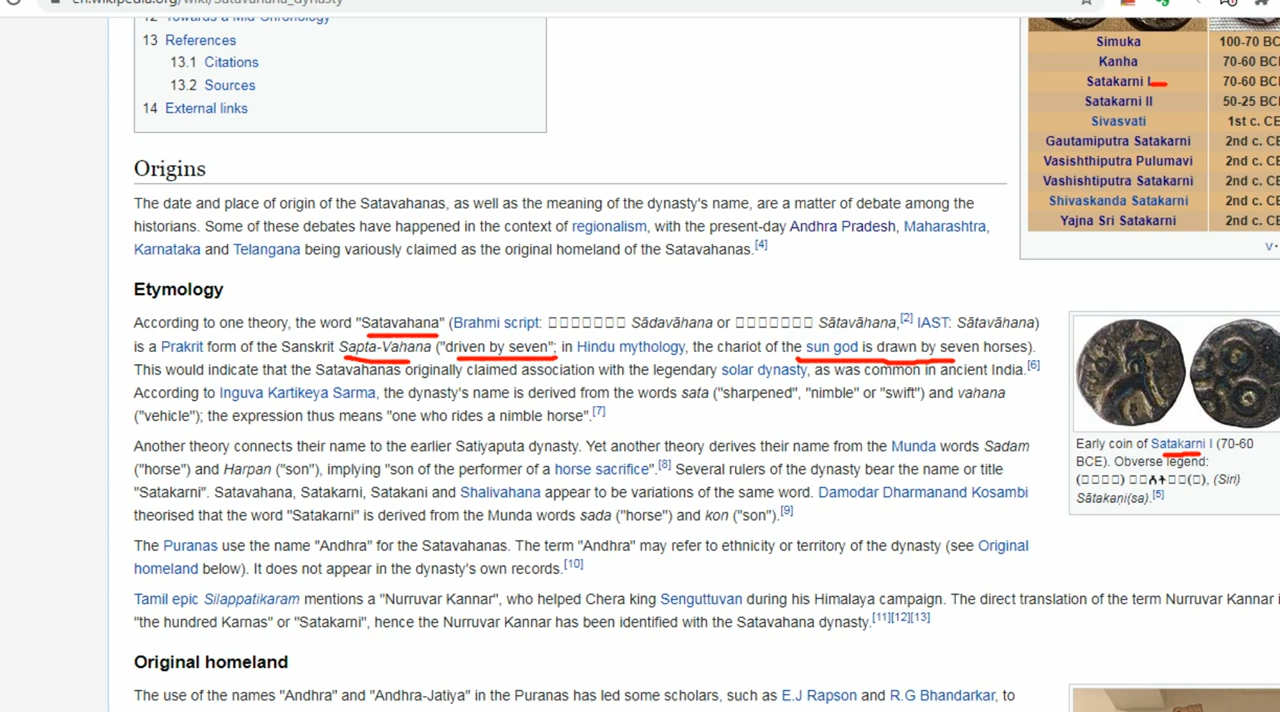 en.wikipedia.org/wiki/Satavahana_dynasty
12 Towards a Mid-Chronology
13 References
13.1 Citations
13.2 Sources
14 External links
Simuka 100-70 BCE
Kanha 70-60 BCE
Satakarni I 70-60 BCE
Satakarni II 50-25 BCE
Sivasvati 1st c. CE
Gautamiputra Satakarni 2nd c. CE
Vasishthiputra Pulumavi 2nd c. CE
Vashishtiputra Satakarni 2nd c. CE
Shivaskanda Satakarni 2nd c. CE
Yajna Sri Satakarni 2nd c. CE
V ·
Origins
The date and place of origin of the Satavahanas, as well as the meaning of the dynasty's name, are a matter of debate among the
historians. Some of these debates have happened in the context of regionalism, with the present-day Andhra Pradesh, Maharashtra,
Karnataka and Telangana being variously claimed as the original homeland of the Satavahanas.[4]
Etymology
According to one theory, the word "Satavahana" (Brahmi script: □□□□□□□ Sādavāhana or □□□□□□□ Sātavāhana,[2] IAST: Sātavāhana)
is a Prakrit form of the Sanskrit Sapta-Vahana ("driven by seven"; in Hindu mythology, the chariot of the sun god is drawn by seven horses).
This would indicate that the Satavahanas originally claimed association with the legendary solar dynasty, as was common in ancient India.[6]
According to Inguva Kartikeya Sarma, the dynasty's name is derived from the words sata ("sharpened", "nimble" or "swift") and vahana
("vehicle"); the expression thus means "one who rides a nimble horse".[7]
Another theory connects their name to the earlier Satiyaputa dynasty. Yet another theory derives their name from the Munda words Sadam
("horse") and Harpan ("son"), implying "son of the performer of a horse sacrifice".[8] Several rulers of the dynasty bear the name or title
"Satakarni". Satavahana, Satakarni, Satakani and Shalivahana appear to be variations of the same word. Damodar Dharmanand Kosambi
theorised that the word "Satakarni" is derived from the Munda words sada ("horse") and kon ("son").[9]
The Puranas use the name "Andhra" for the Satavahanas. The term "Andhra" may refer to ethnicity or territory of the dynasty (see Original
homeland below). It does not appear in the dynasty's own records.[10]
Tamil epic Silappatikaram mentions a "Nurruvar Kannar", who helped Chera king Senguttuvan during his Himalaya campaign. The direct translation of the term Nurruvar Kannar i
"the hundred Karnas" or "Satakarni", hence the Nurruvar Kannar has been identified with the Satavahana dynasty.[11][12][13]
Early coin of Satakarni I (70-60
BCE). Obverse legend:
(Siri)
Sātakaṇi(sa).[5]
Original homeland
The use of the names "Andhra" and "Andhra-Jatiya" in the Puranas has led some scholars, such as E.J Rapson and R.G Bhandarkar, to